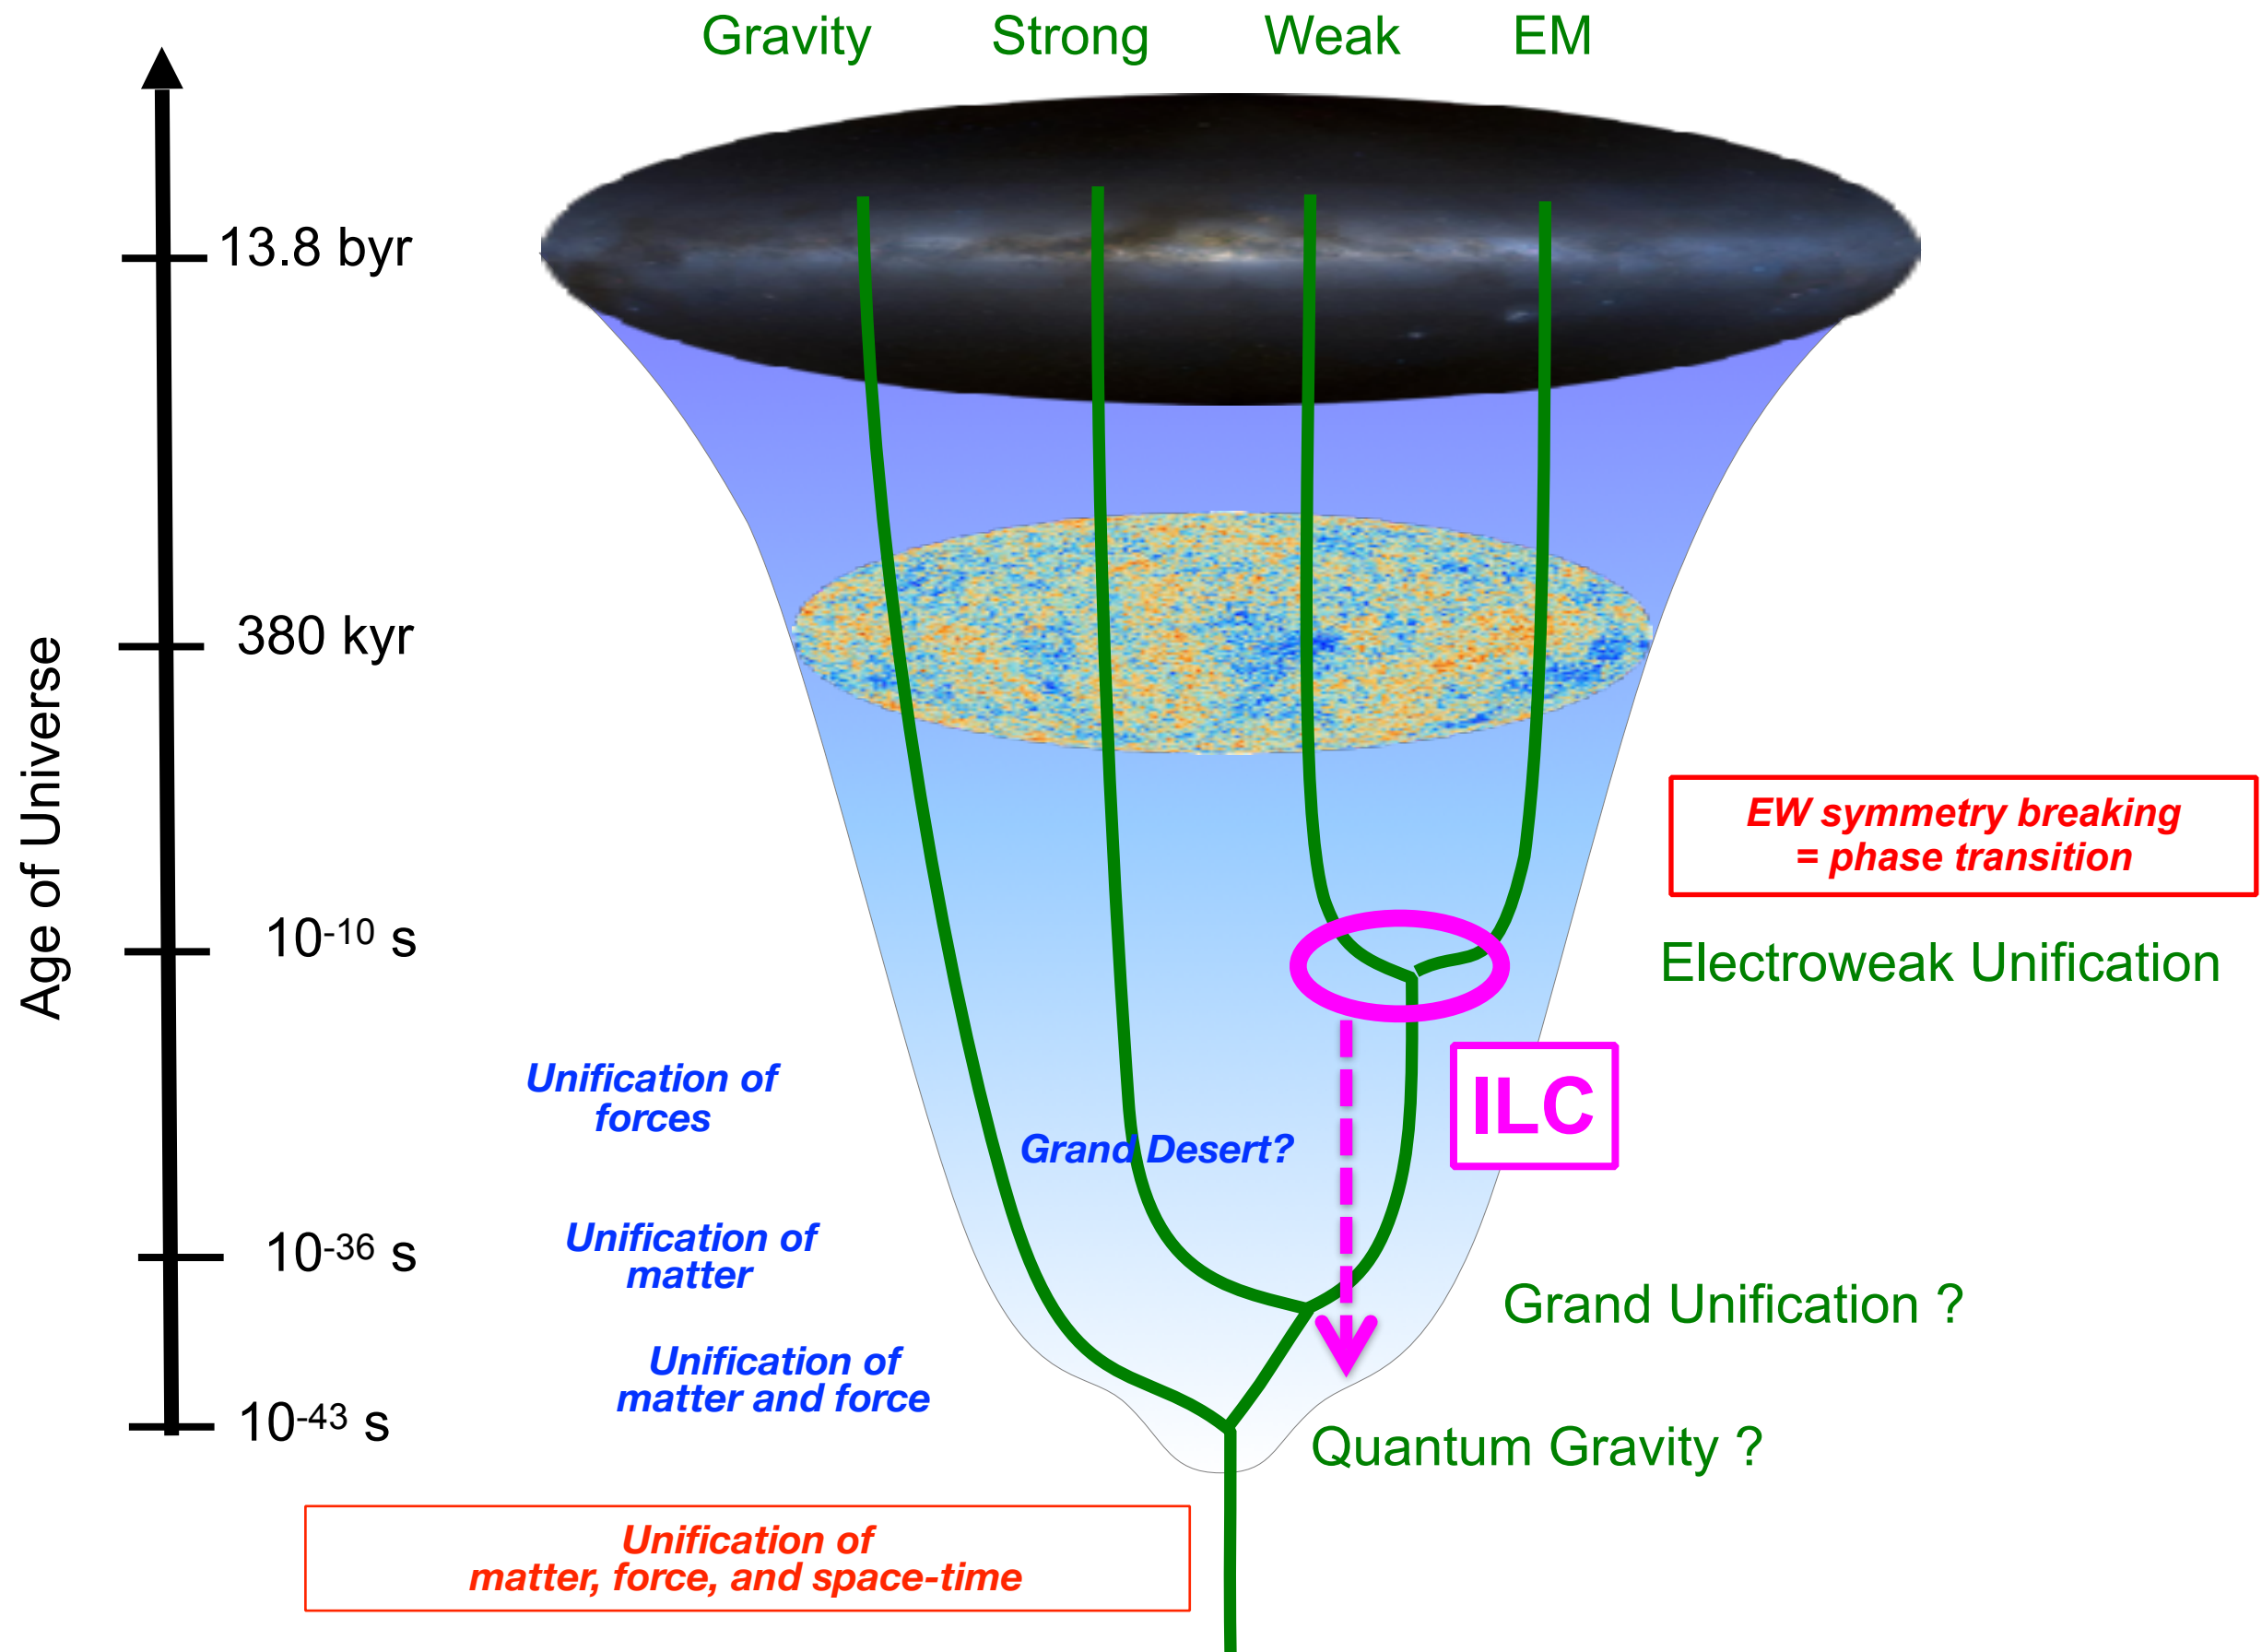 Gravity Strong Weak EM
13.8 byr
380 kyr
Age of Universe
EW symmetry breaking
= phase transition
10-10 s
Electroweak Unification
Unification of
forces
ILC
Grand Desert?
Unification of
matter
10-36 s
Grand Unification ?
Unification of
matter and force
10-43 s
Quantum Gravity ?
Unification of
matter, force, and space-time